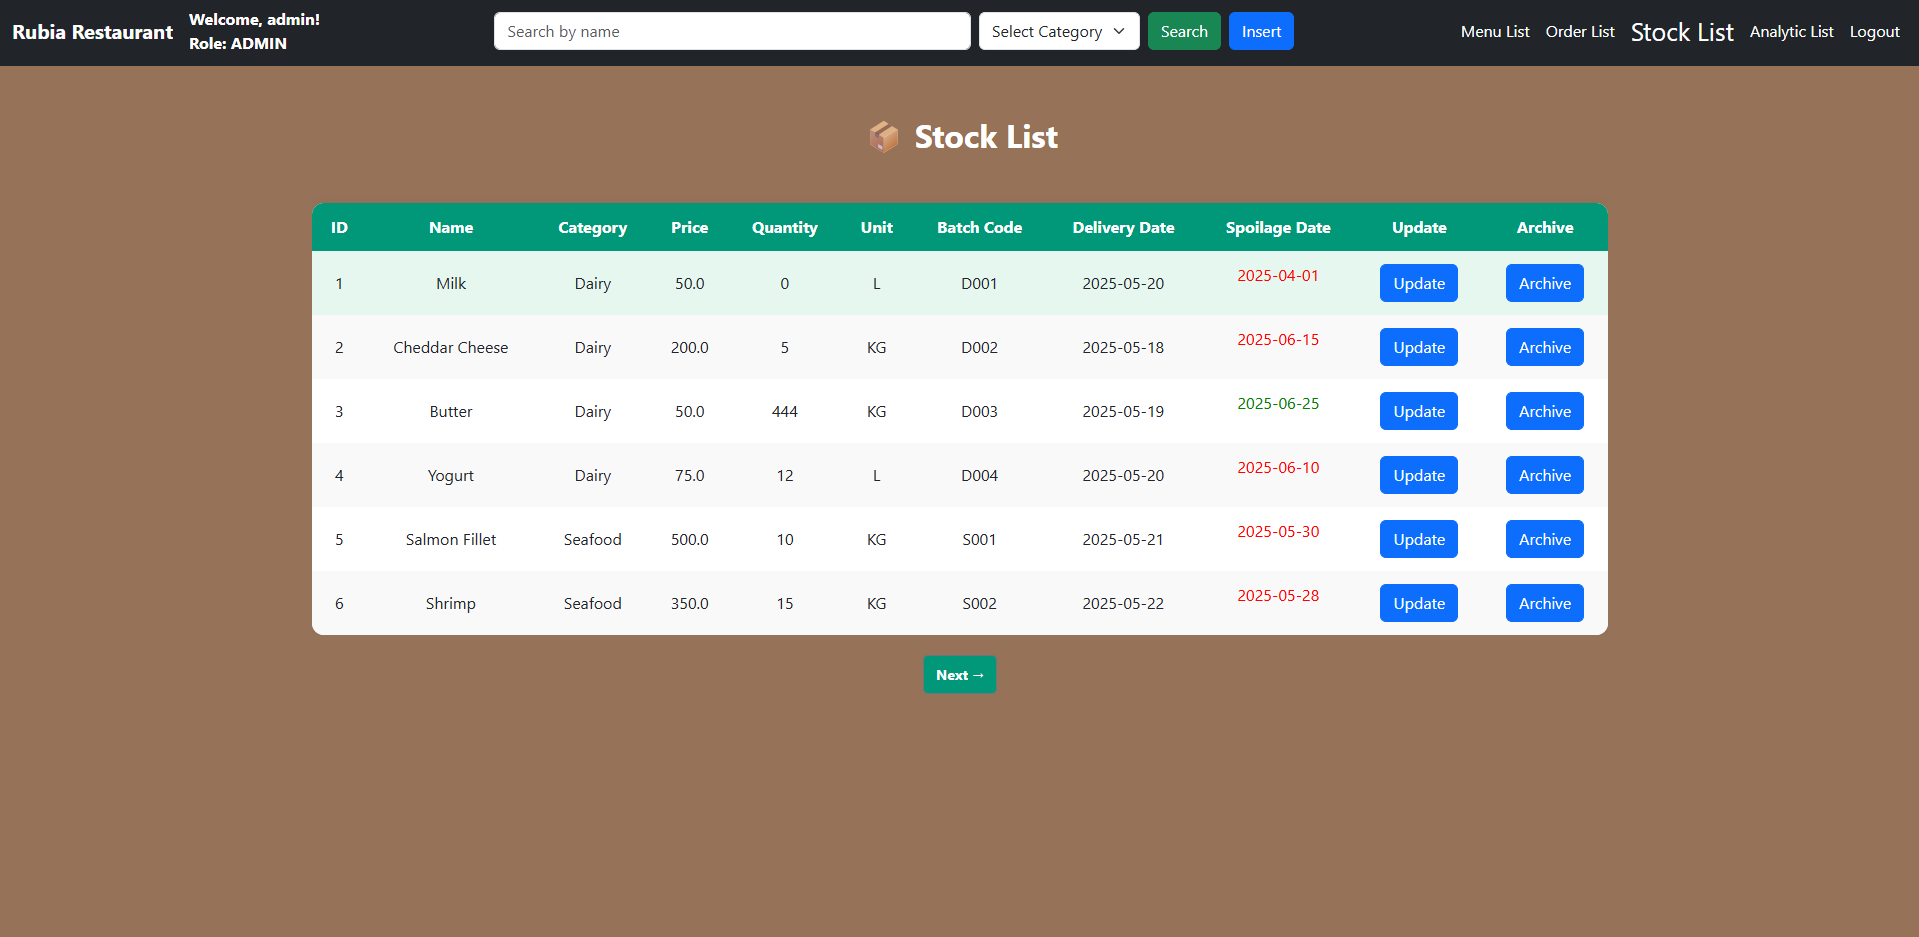 Rubia Restaurant
Welcome, admin!
Role: ADMIN
Search by name
Select Category
Search
Insert
Menu List Order List Stock List Analytic List Logout
Stock List
ID Name Category Price Quantity Unit Batch Code Delivery Date Spoilage Date Update Archive
1 Milk Dairy 50.0 0 L D001 2025-05-20 2025-04-01 Update Archive
2 Cheddar Cheese Dairy 200.0 5 KG D002 2025-05-18 2025-06-15 Update Archive
3 Butter Dairy 50.0 444 KG D003 2025-05-19 2025-06-25 Update Archive
4 Yogurt Dairy 75.0 12 L D004 2025-05-20 2025-06-10 Update Archive
5 Salmon Fillet Seafood 500.0 10 KG S001 2025-05-21 2025-05-30 Update Archive
6 Shrimp Seafood 350.0 15 KG S002 2025-05-22 2025-05-28 Update Archive
Next →